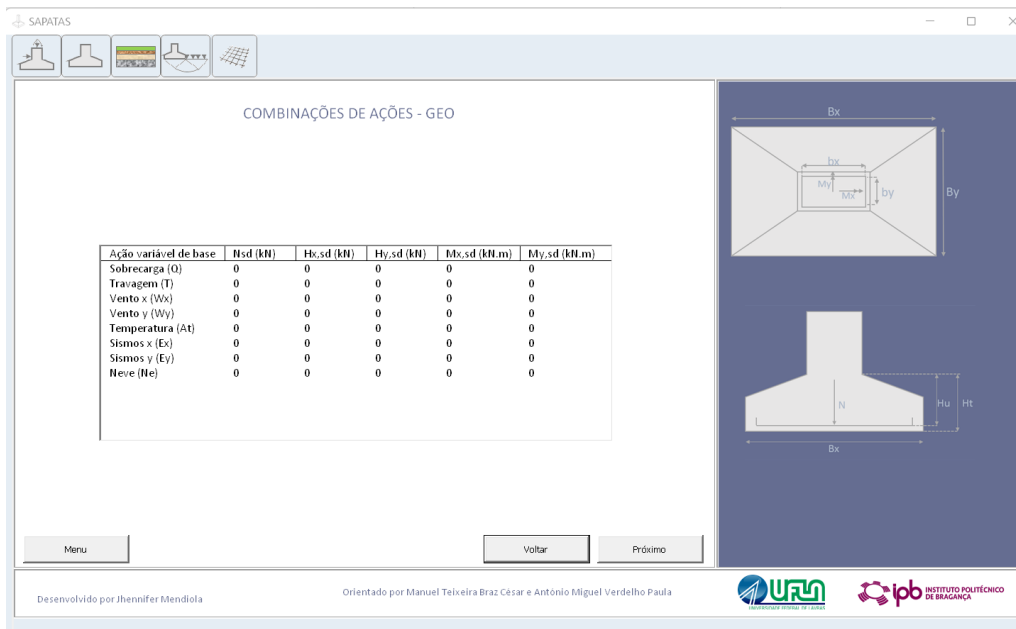 SAPATAS
COMBINAÇÕES DE AÇÕES - GEO
Ação variável de base Nsd (kN) Hx,sd (kN) Hy,sd (kN) Mx,sd (kN.m) My,sd (kN.m)
Sobrecarga (Q) 0 0 0 0 0
Travagem (T) 0 0 0 0 0
Vento x (Wx) 0 0 0 0 0
Vento y (Wy) 0 0 0 0 0
Temperatura (At) 0 0 0 0 0
Sismos x (Ex) 0 0 0 0 0
Sismos y (Ey) 0 0 0 0 0
Neve (Ne) 0 0 0 0 0
Bx
bx
My
Mx
by
By
N
Hu
Ht
Bx
Menu
Voltar
Próximo
Desenvolvido por Jhennifer Mendiola
Orientado por Manuel Teixeira Braz César e António Miguel Verdelho Paula
UFLA
UNIVERSIDADE FEDERAL DE LAVRAS
ipb INSTITUTO POLITÉCNICO
DE BRAGANÇA